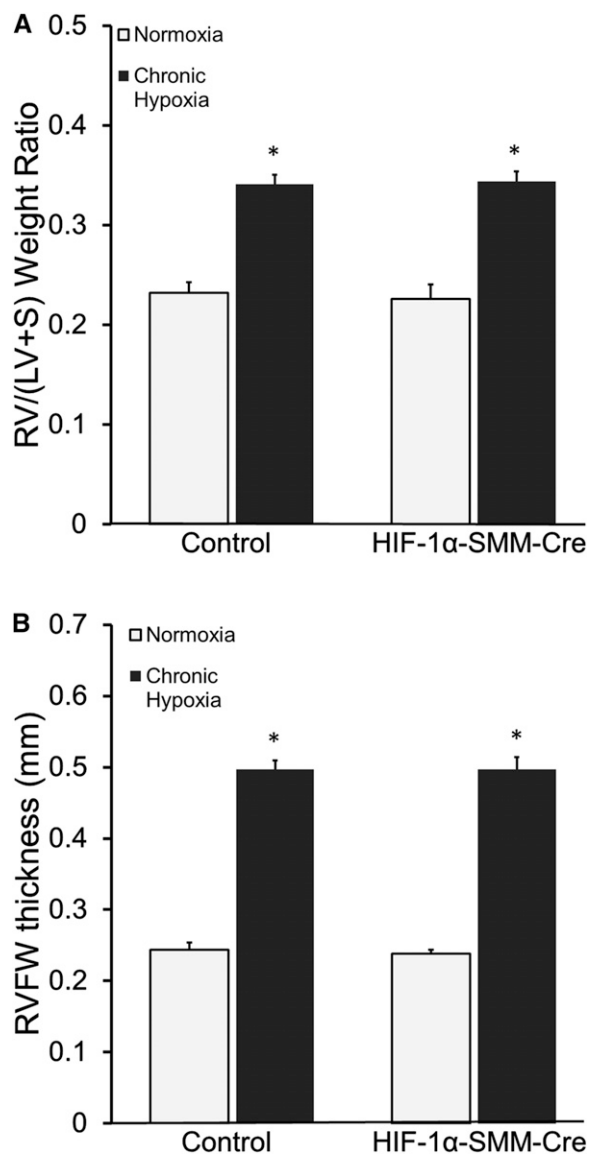 A
RV/(LV+S) Weight Ratio
0.5
0.4
0.3
0.2
0.1
0
Normoxia
Chronic
Hypoxia
*
*
Control
HIF-1α-SMM-Cre
B
RVFW thickness (mm)
0.7
0.6
0.5
0.4
0.3
0.2
0.1
0
Normoxia
Chronic
Hypoxia
*
*
Control
HIF-1α-SMM-Cre